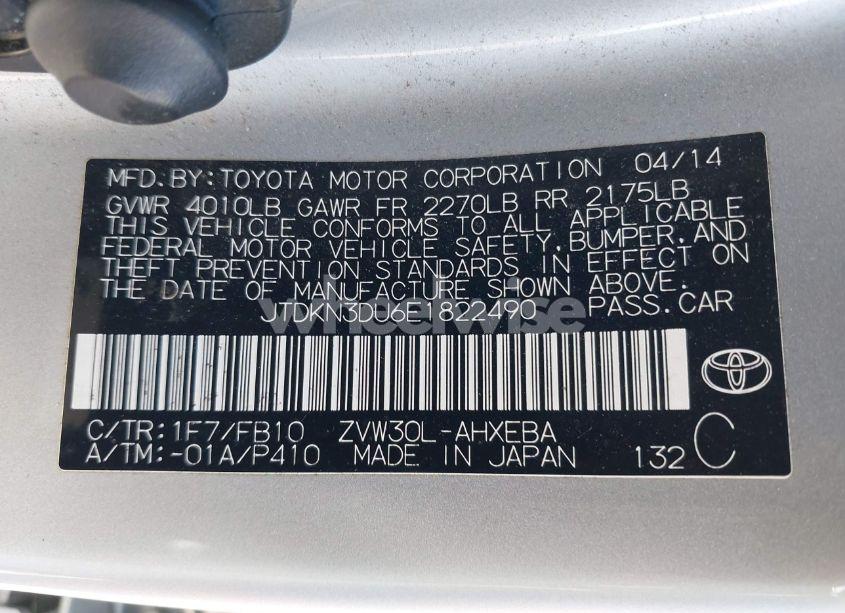 MFD.BY:TOYOTA MOTOR CORPORATION 04/14
GVWR 4010LB GAWR FR 2270LB RR 2175LB
THIS VEHICLE CONFORMS TO ALL APPLICABLE
FEDERAL MOTOR VEHICLE SAFETY,BUMPER,AND
THEFT PREVENTION STANDARDS IN EFFECT ON
THE DATE OF MANUFACTURE SHOWN ABOVE.
JTDKN3DU6E1822490 PASS.CAR
wheelwise
C/TR:1F7/FB10 ZVW30L-AHXEBA
A/TM:-01A/P410 MADE IN JAPAN 132 C